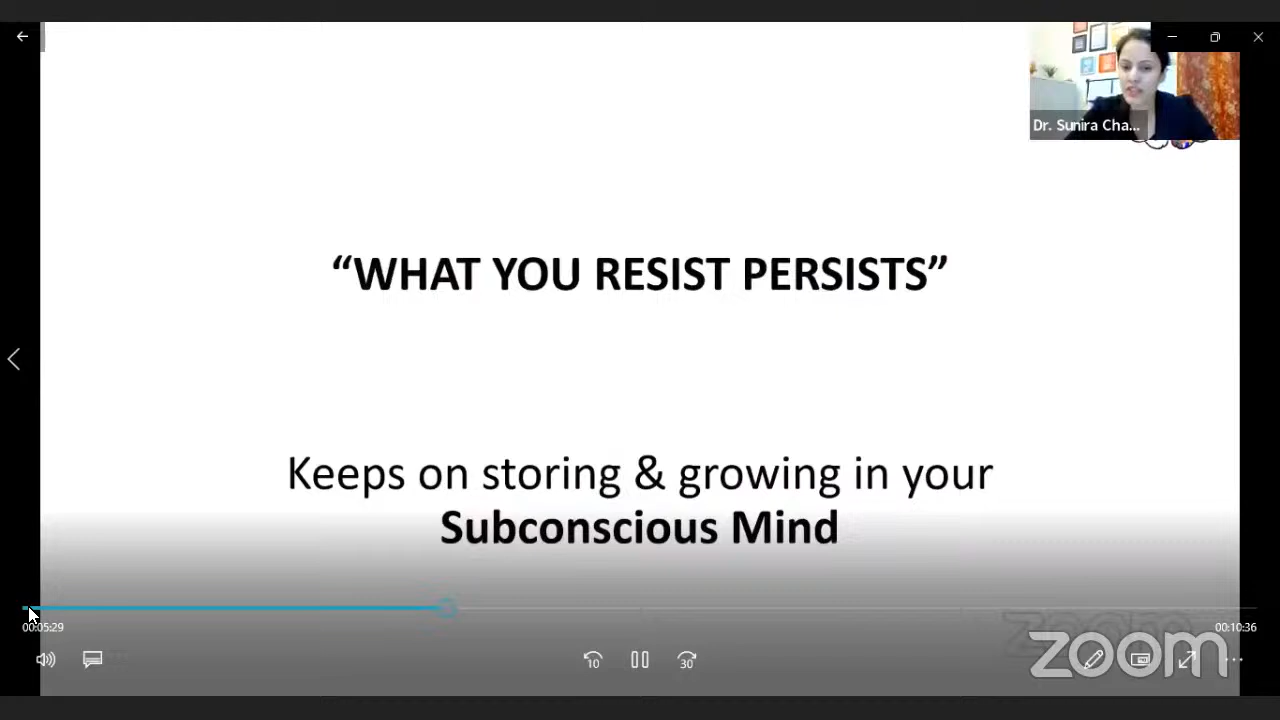 Dr. Sunira Cha...
“WHAT YOU RESIST PERSISTS”
Keeps on storing & growing in your
Subconscious Mind
00:05:29
00:10:36
10
30
zoom